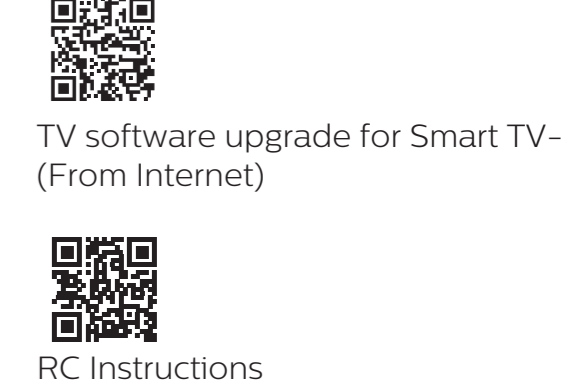 TV software upgrade for Smart TV-
(From Internet)
RC Instructions